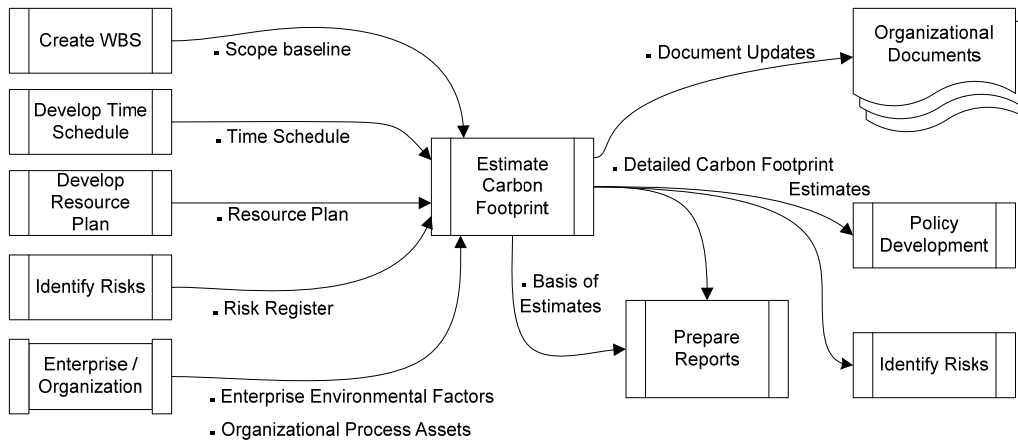 Create WBS
▪ Scope baseline
Develop Time
Schedule
▪ Time Schedule
Develop
Resource
Plan
▪ Resource Plan
Identify Risks
▪ Risk Register
Enterprise /
Organization
▪ Enterprise Environmental Factors
▪ Organizational Process Assets
Estimate
Carbon
Footprint
▪ Document Updates
Organizational
Documents
▪ Detailed Carbon Footprint
Estimates
Policy
Development
▪ Basis of
Estimates
Prepare
Reports
Identify Risks